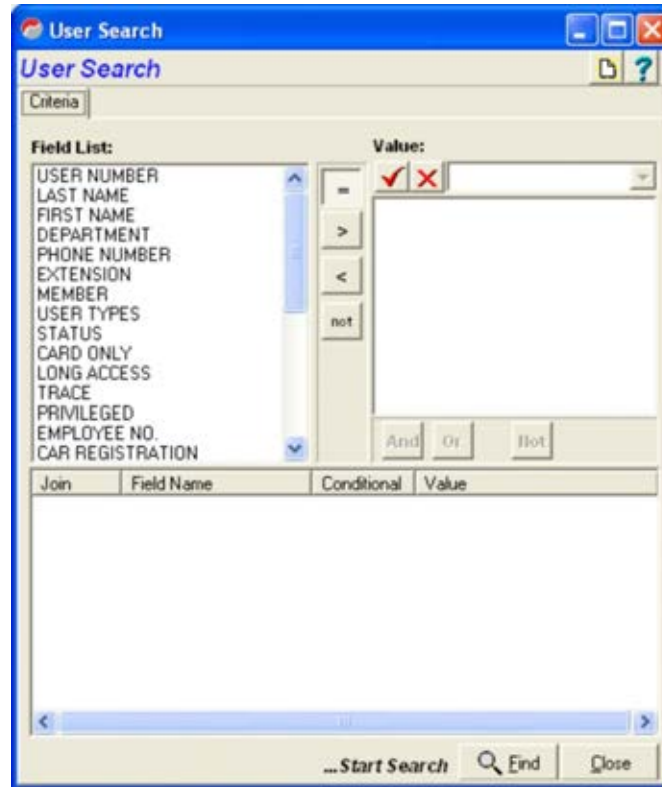 User Search
User Search
?
Criteria
Field List:
Value:
USER NUMBER
LAST NAME
FIRST NAME
DEPARTMENT
PHONE NUMBER
EXTENSION
MEMBER
USER TYPES
STATUS
CARD ONLY
LONG ACCESS
TRACE
PRIVILEGED
EMPLOYEE NO.
CAR REGISTRATION
=
>
<
not
And Or Not
Join Field Name Conditional Value
...Start Search Find Close